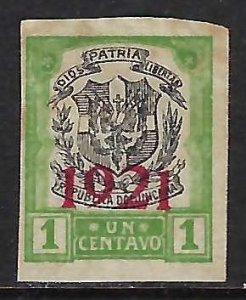 DIOS PATRIA LIBERTAD
REPUBLICA DOMINICANA
1921
1 UN 1
CENTAVO